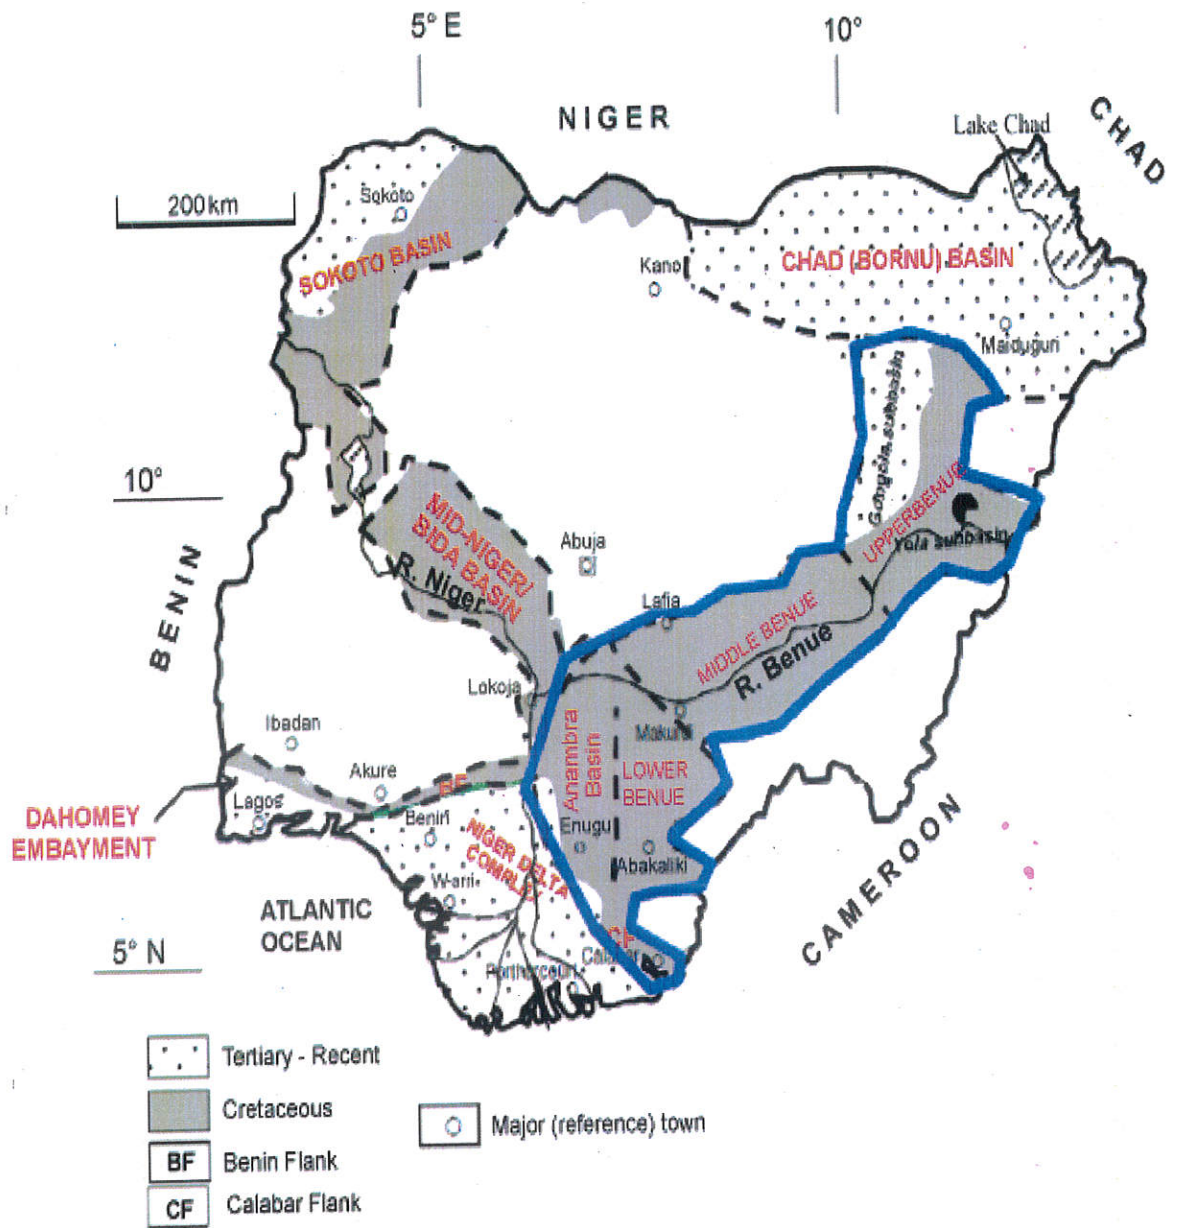 5° E
10°
NIGER
CHAD
Lake Chad
200km
Sokoto
SOKOTO BASIN
Kano
CHAD (BORNU) BASIN
Maiduguri
Gongola subbasin
10°
MID-NIGER/
BIDA BASIN
R. Niger
Abuja
UPPERBENUE
Yola subbasin
BENIN
Lafia
MIDDLE BENUE
R. Benue
Lokoja
Makurdi
Ibadan
Anambra
Basin
LOWER
BENUE
Akure
BF
Lagos
DAHOMEY
EMBAYMENT
Benin
NIGER DELTA
COMPLEX
Enugu
Abakaliki
Warri
CAMEROON
ATLANTIC
OCEAN
CF
5° N
Calabar
Portharcourt
Tertiary - Recent
Cretaceous
Major (reference) town
BF
Benin Flank
CF
Calabar Flank